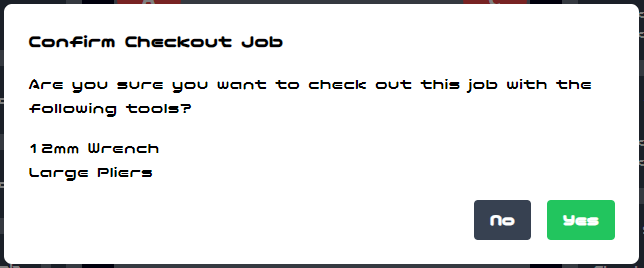 Confirm Checkout Job
Are you sure you want to check out this job with the
following tools?
12mm Wrench
Large Pliers
No
Yes